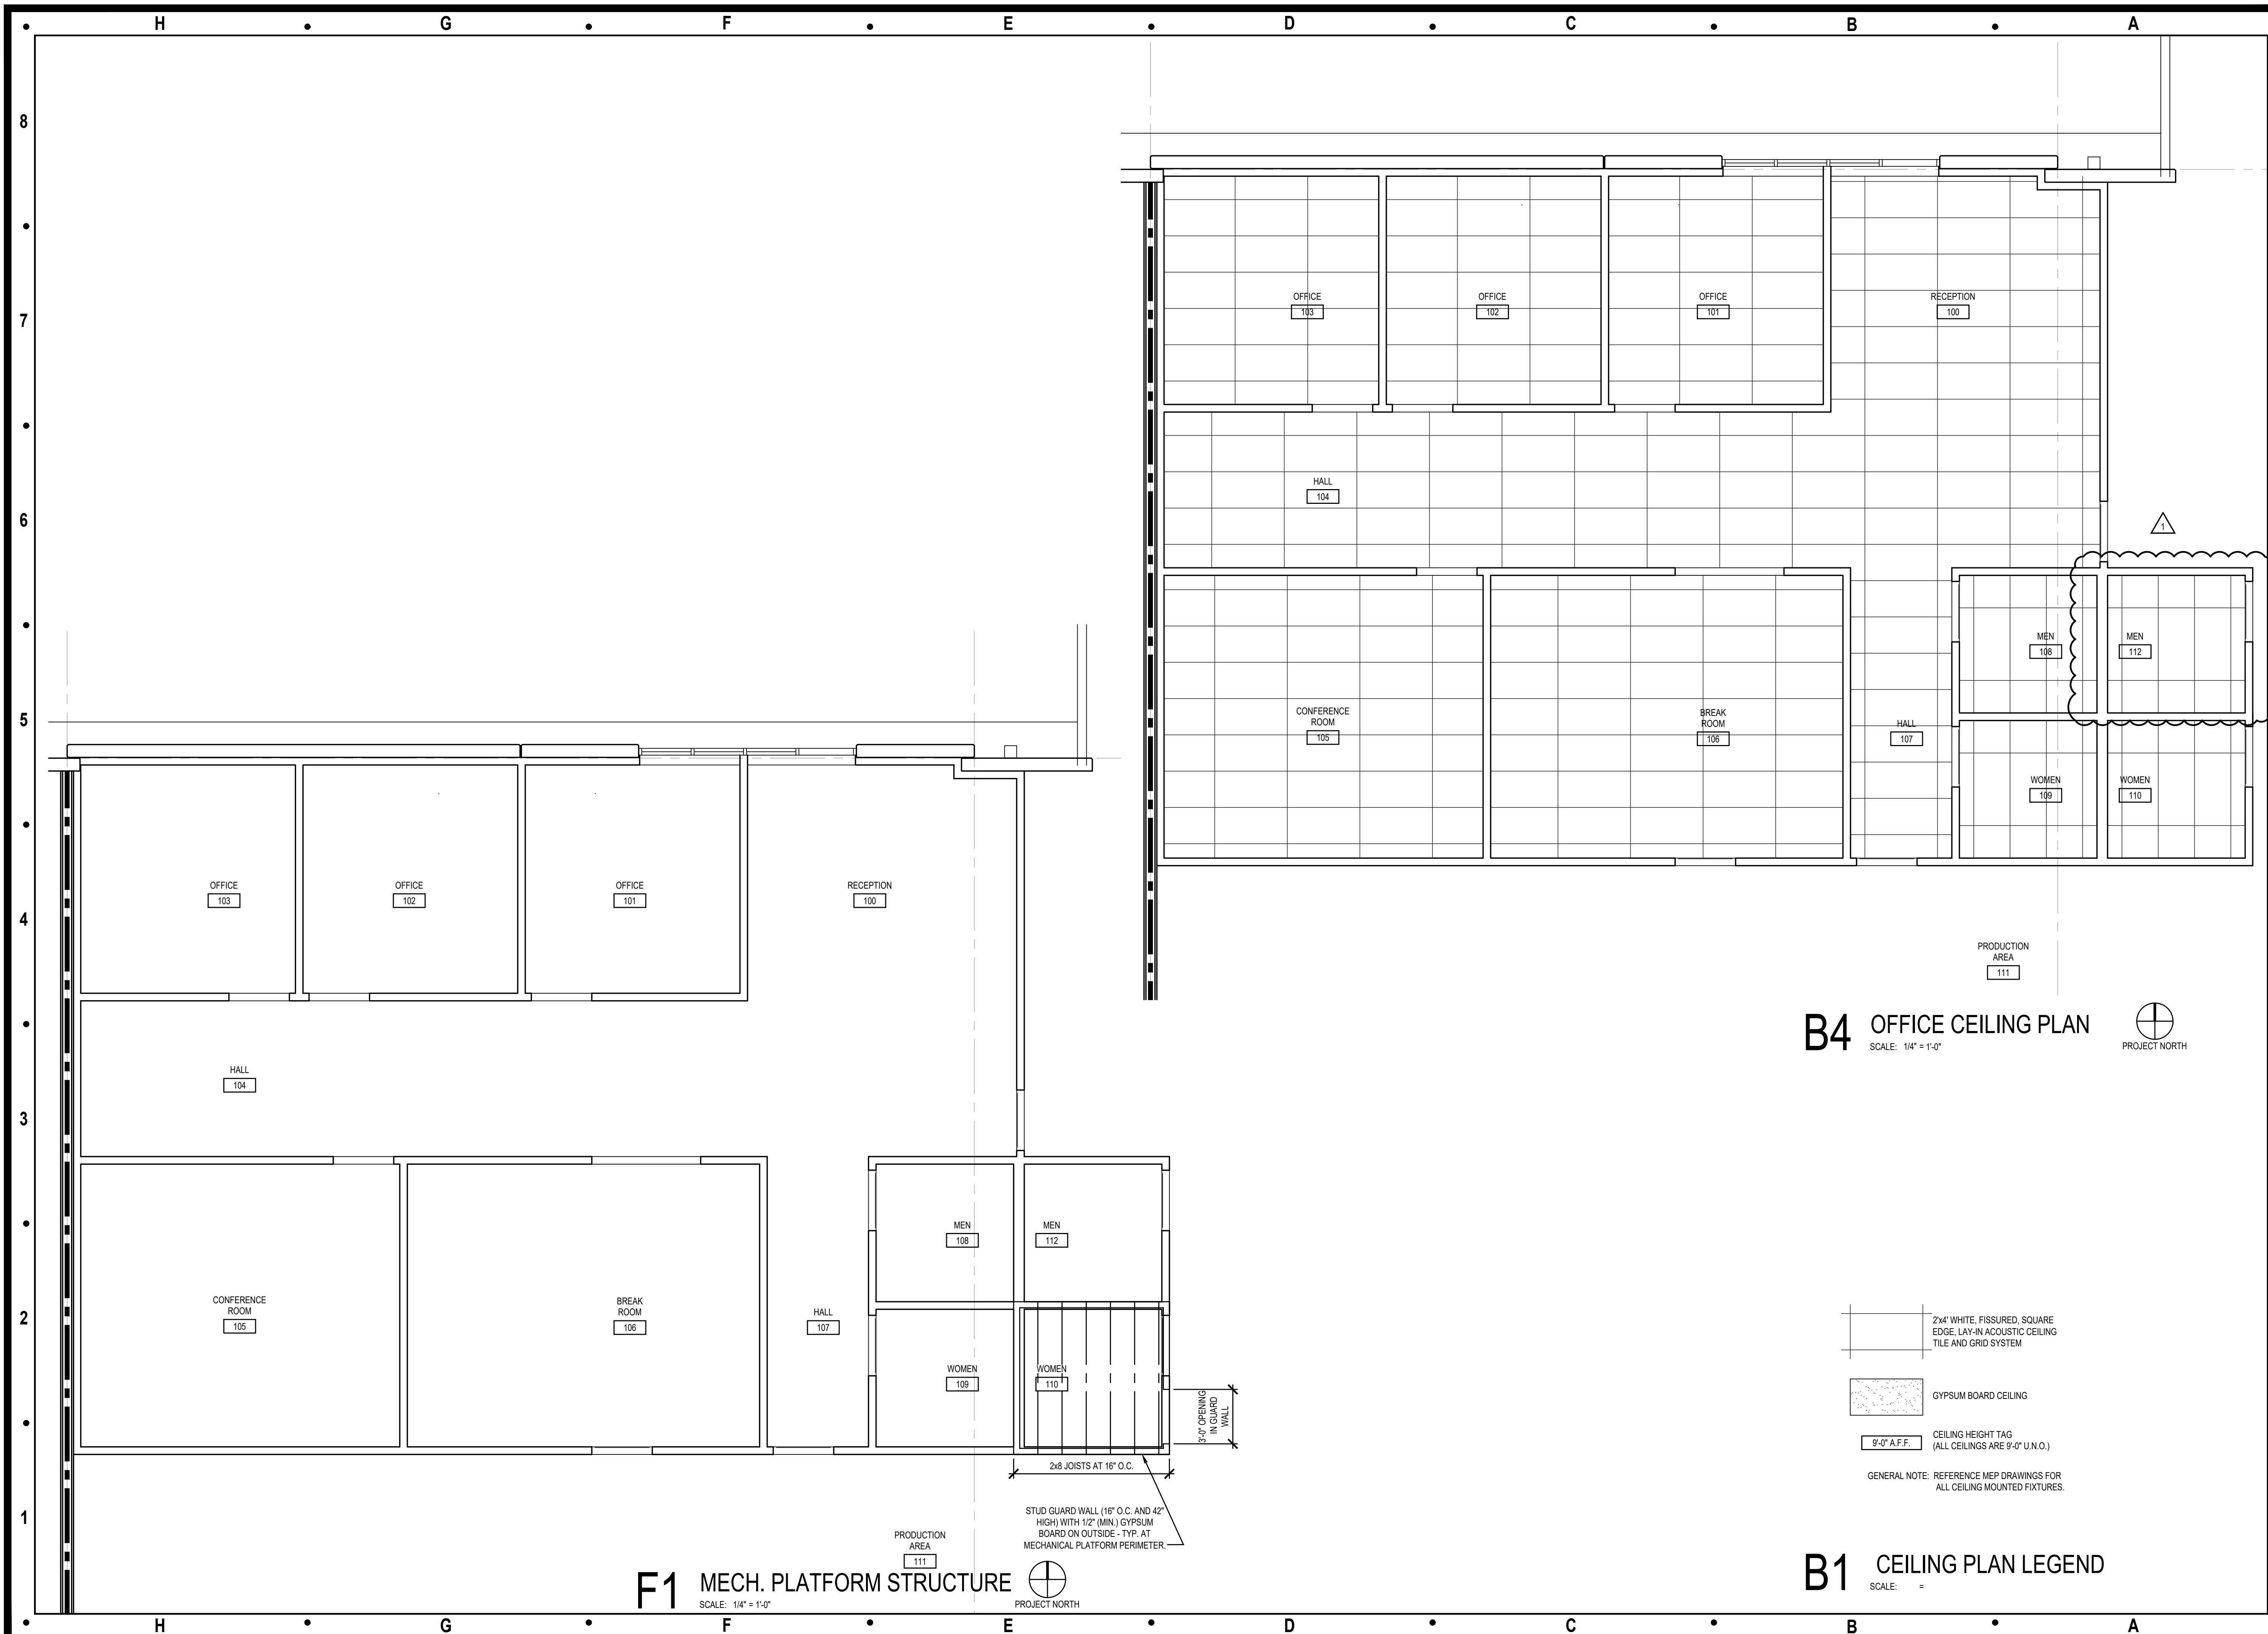 H G F E D C B A
8
7
6
5
4
3
2
1
OFFICE
103
OFFICE
102
OFFICE
101
RECEPTION
100
HALL
104
1
MEN
108
MEN
112
CONFERENCE
ROOM
105
BREAK
ROOM
106
HALL
107
WOMEN
109
WOMEN
110
PRODUCTION
AREA
111
B4 OFFICE CEILING PLAN
SCALE: 1/4" = 1'-0"
PROJECT NORTH
OFFICE
103
OFFICE
102
OFFICE
101
RECEPTION
100
HALL
104
MEN
108
MEN
112
CONFERENCE
ROOM
105
BREAK
ROOM
106
HALL
107
WOMEN
109
WOMEN
110
3'-0" OPENING
IN GUARD
WALL
2x8 JOISTS AT 16" O.C.
STUD GUARD WALL (16" O.C. AND 42"
HIGH) WITH 1/2" (MIN.) GYPSUM
BOARD ON OUTSIDE - TYP. AT
MECHANICAL PLATFORM PERIMETER.
PRODUCTION
AREA
111
F1 MECH. PLATFORM STRUCTURE
SCALE: 1/4" = 1'-0"
PROJECT NORTH
2'x4' WHITE, FISSURED, SQUARE
EDGE, LAY-IN ACOUSTIC CEILING
TILE AND GRID SYSTEM
GYPSUM BOARD CEILING
9'-0" A.F.F.
CEILING HEIGHT TAG
(ALL CEILINGS ARE 9'-0" U.N.O.)
GENERAL NOTE: REFERENCE MEP DRAWINGS FOR
ALL CEILING MOUNTED FIXTURES.
B1 CEILING PLAN LEGEND
SCALE: =
H G F E D C B A